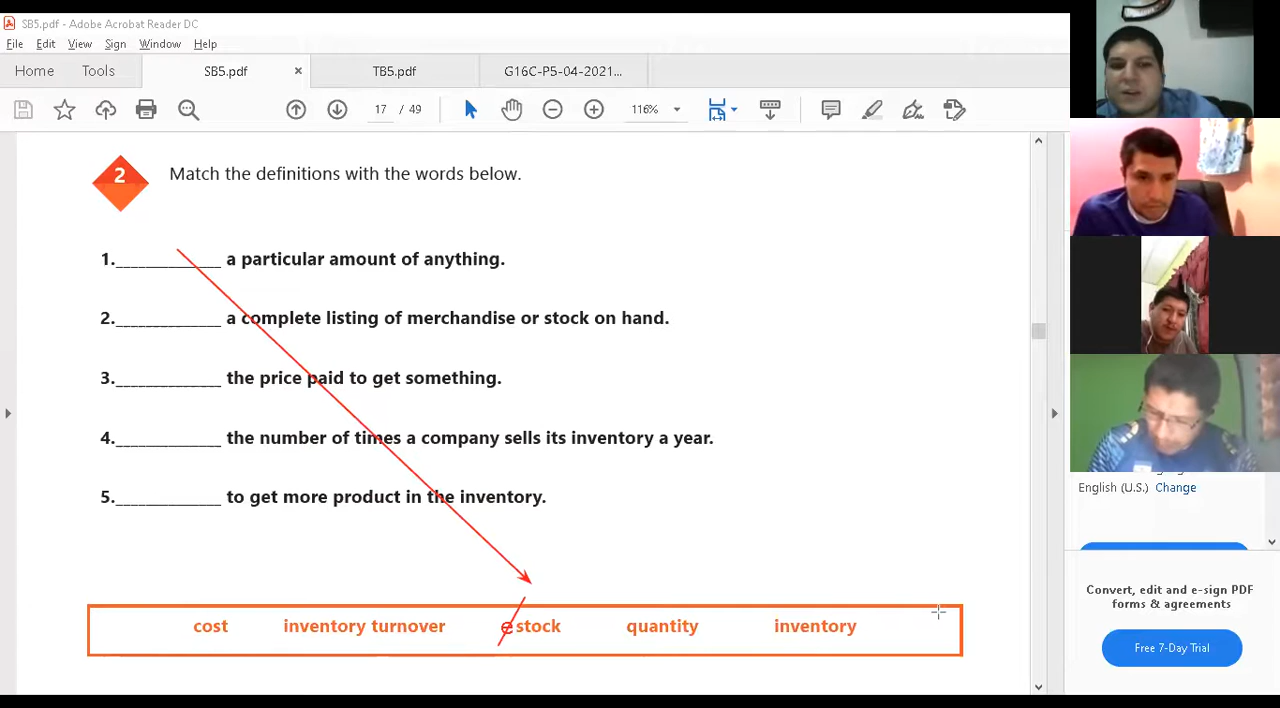 SB5.pdf - Adobe Acrobat Reader DC
File Edit View Sign Window Help
Home Tools SB5.pdf × TB5.pdf G16C-P5-04-2021...
17 / 49 116%
2 Match the definitions with the words below.
1.____________ a particular amount of anything.
2.____________ a complete listing of merchandise or stock on hand.
3.____________ the price paid to get something.
4.____________ the number of times a company sells its inventory a year.
5.____________ to get more product in the inventory.
cost inventory turnover e stock quantity inventory
English (U.S.) Change
Convert, edit and e-sign PDF
forms & agreements
Free 7-Day Trial